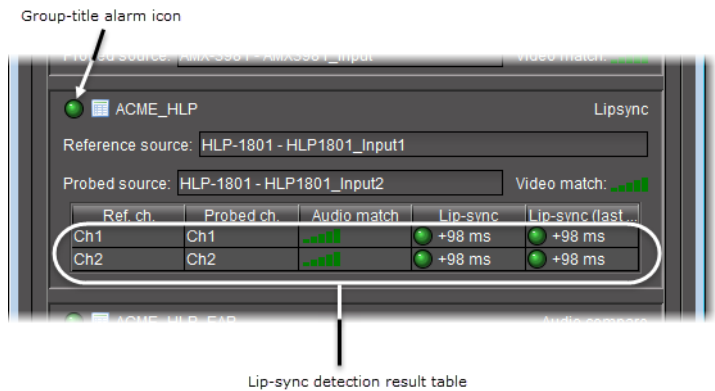 Group-title alarm icon
Probed source: AMX-3981 - AMX3981_Input Video match:
ACME_HLP Lipsync
Reference source: HLP-1801 - HLP1801_Input1
Probed source: HLP-1801 - HLP1801_Input2 Video match:
Ref. ch. Probed ch. Audio match Lip-sync Lip-sync (last ...
Ch1 Ch1 +98 ms +98 ms
Ch2 Ch2 +98 ms +98 ms
ACME_HLP_EAP Audio compare
Lip-sync detection result table